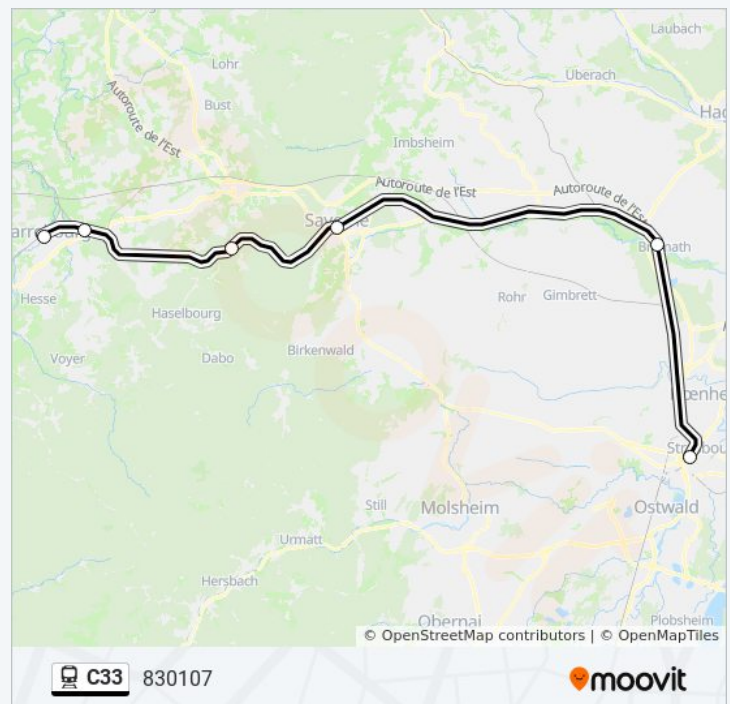 Laubach
Lohr
Uberach
Bust
Hag
Autoroute de l'Est
Imbsheim
Autoroute de l'Est
Autoroute de l'Est
Hesse
Rohr
Gimbrett
Haselbourg
Birkenwald
Voyer
Dabo
Still
Molsheim
Ostwald
Urmatt
Hersbach
Obernai
Plobsheim
© OpenStreetMap contributors | © OpenMapTiles
C33 830107
moovit